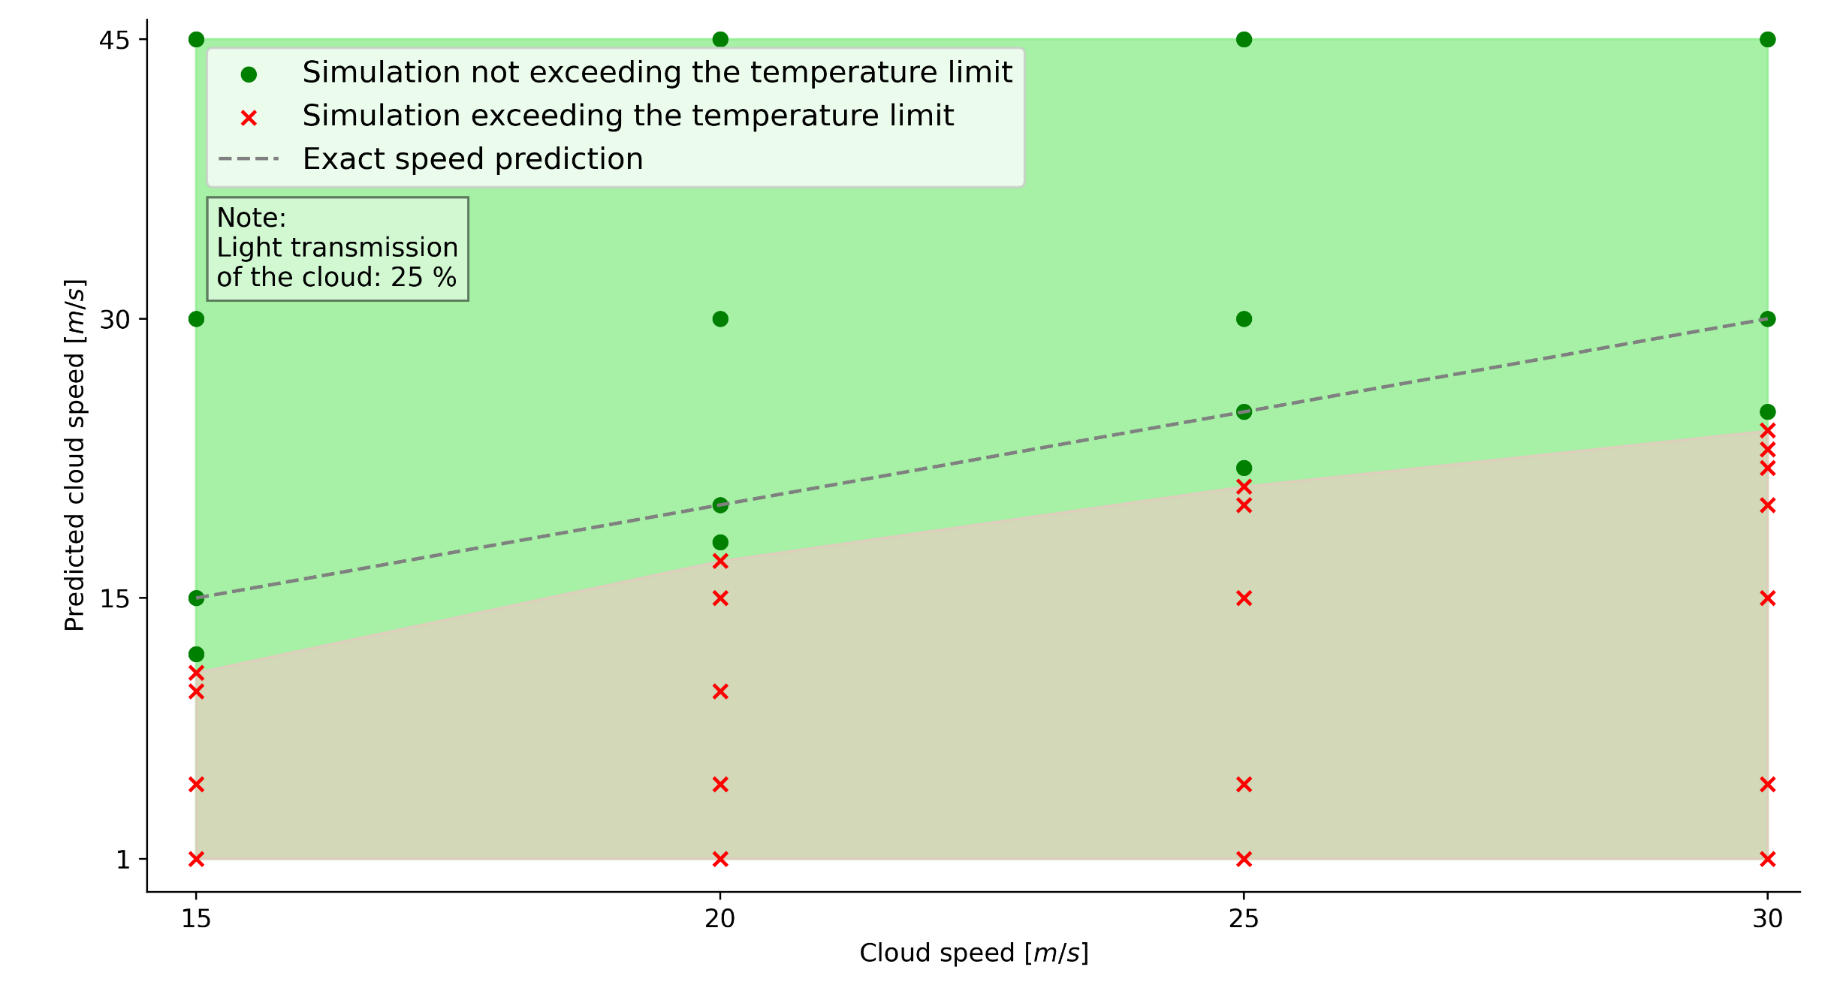 45
Simulation not exceeding the temperature limit
Simulation exceeding the temperature limit
Exact speed prediction
Note:
Light transmission
of the cloud: 25 %
30
Predicted cloud speed [m/s]
15
1
15 20 25 30
Cloud speed [m/s]